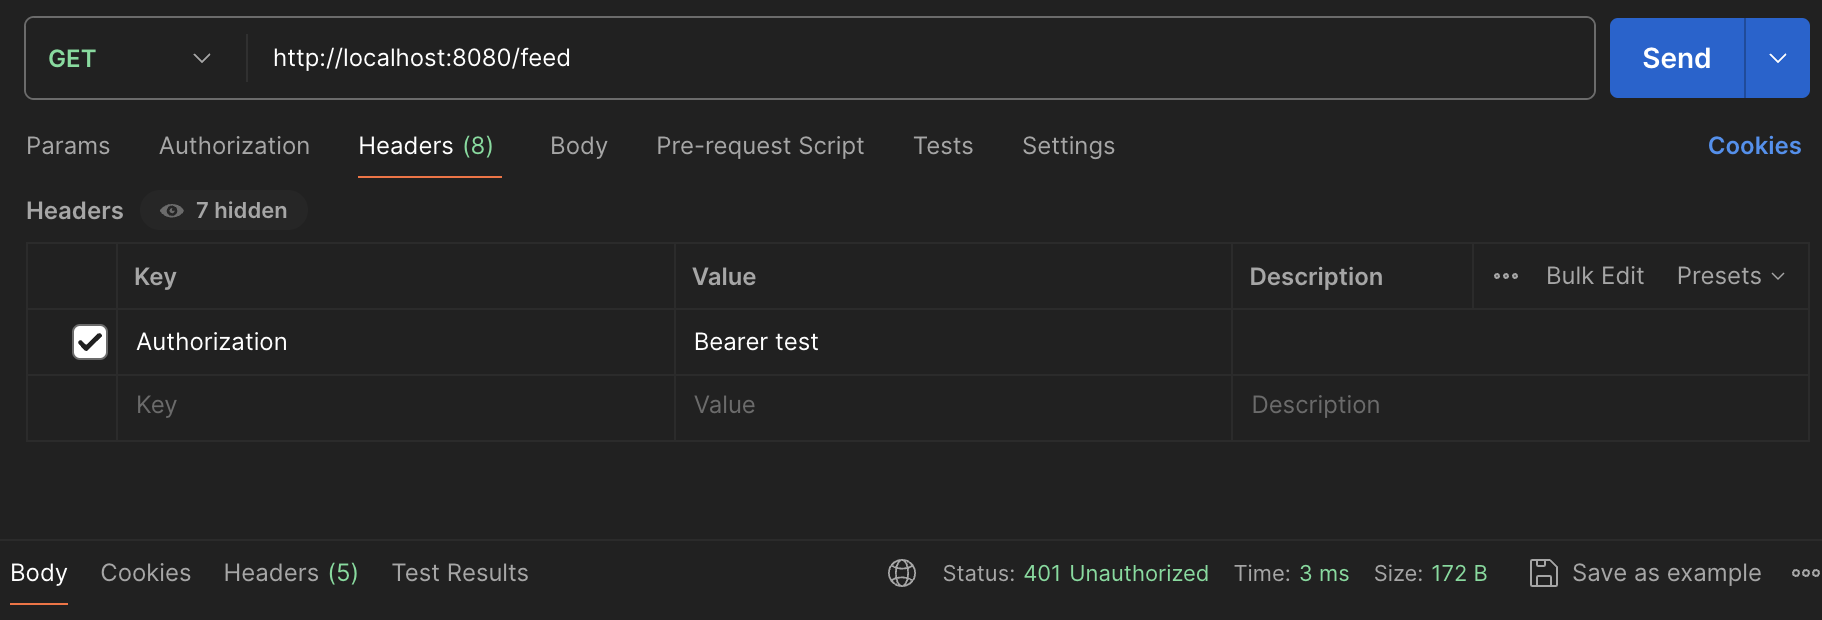 GET http://localhost:8080/feed Send
Params Authorization Headers (8) Body Pre-request Script Tests Settings Cookies
Headers 7 hidden
Key Value Description Bulk Edit Presets
Authorization Bearer test
Key Value Description
Body Cookies Headers (5) Test Results Status: 401 Unauthorized Time: 3 ms Size: 172 B Save as example